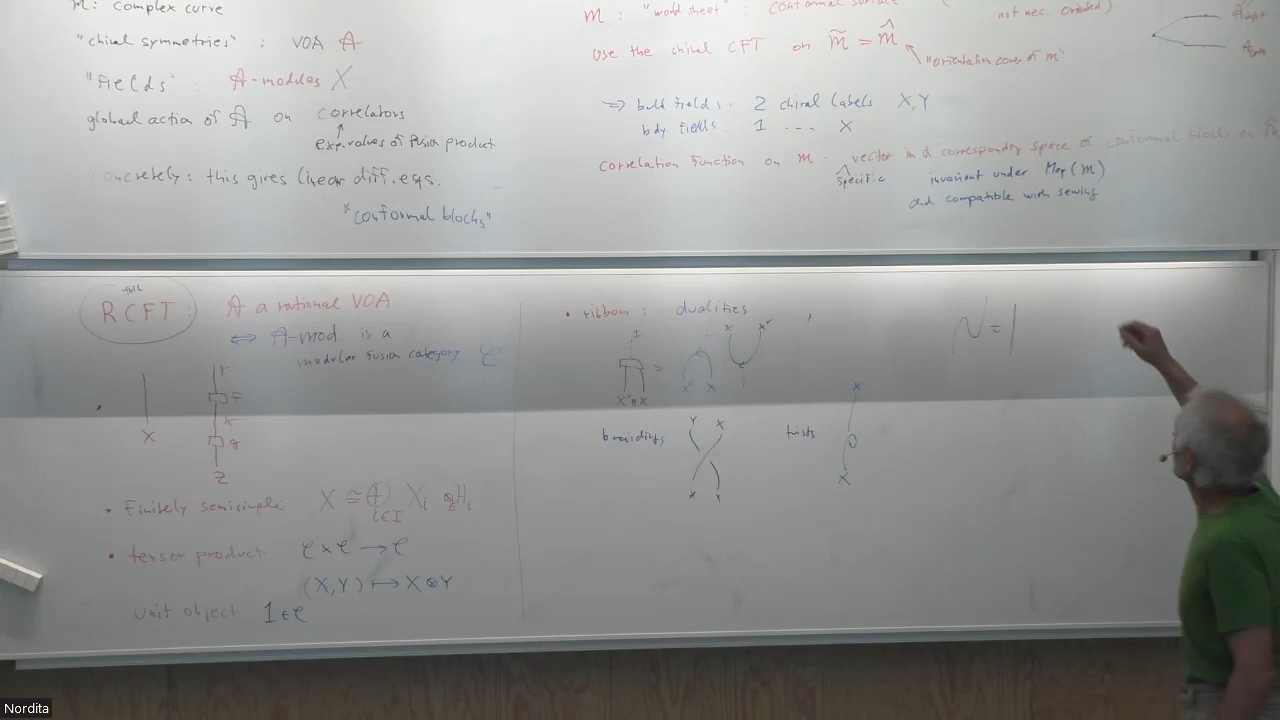 M: complex curve
"chiral symmetries" : VOA 𝔸
"Fields" : 𝔸-modules X
global action of 𝔸 on correlators
↑
exp.values of fusion product
oncretely: this gives linear diff.eqs.
"conformal blocks"
M : "world sheet" : conformal surface
not nec. oriented)
Use the chiral CFT on M̃ = M̂
"orientation cover of M"
⇒ bulk fields: 2 chiral labels X,Y
bdy fields: 1 ... X
correlation function on M: vector in a corresponding space of conformal blocks on M̂
specific invariant under Map(M)
and compatible with sewing
full
RCFT: 𝔸 a rational VOA
⇔ 𝔸-mod is a
modular fusion category C
X
Y
f
X
g
Z
• Finitely semisimple X ≅ ⊕ Xᵢ ⊗ Hᵢ
i∈I ℂ
• tensor product C × C → C
(X,Y) ↦ X⊗Y
unit object 1∈C
• ribbon : dualities
1
X X^v
=
X^v⊗X
X^v X
braidings
Y X
X Y
twists
X
X
N=1
Nordita